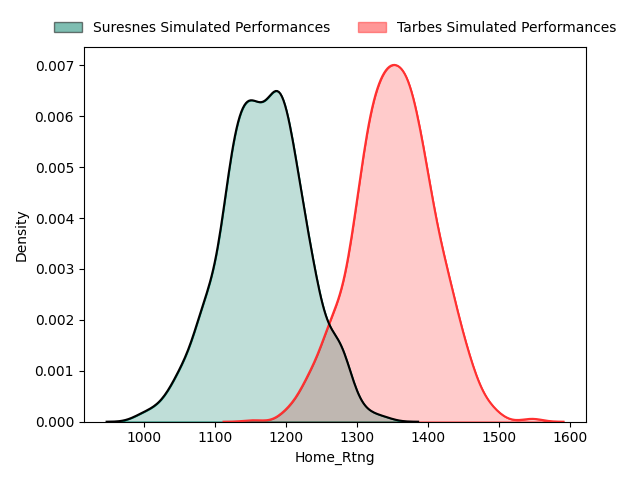 Suresnes Simulated Performances Tarbes Simulated Performances
0.007
0.006
0.005
0.004
0.003
0.002
0.001
0.000
Density
1000 1100 1200 1300 1400 1500 1600
Home_Rtng